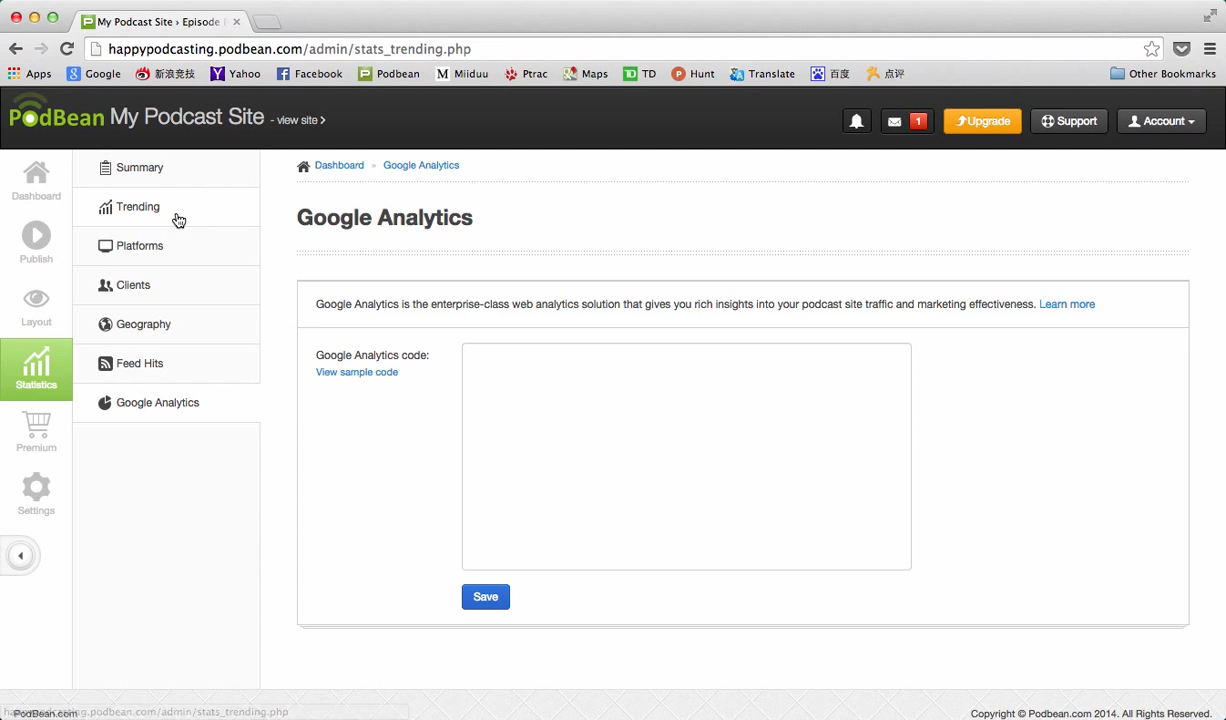 My Podcast Site › Episode
happypodcasting.podbean.com/admin/stats_trending.php
Apps Google 新浪竞技 Yahoo Facebook Podbean Miiduu Ptrac Maps TD Hunt Translate 百度 点评 Other Bookmarks
PodBean My Podcast Site - view site
1 Upgrade Support Account
Dashboard
Publish
Layout
Statistics
Premium
Settings
Summary
Trending
Platforms
Clients
Geography
Feed Hits
Google Analytics
Dashboard Google Analytics
Google Analytics
Google Analytics is the enterprise-class web analytics solution that gives you rich insights into your podcast site traffic and marketing effectiveness. Learn more
Google Analytics code:
View sample code
Save
happypodcasting.podbean.com/admin/stats_trending.php
PodBean.com
Copyright © Podbean.com 2014. All Rights Reserved.